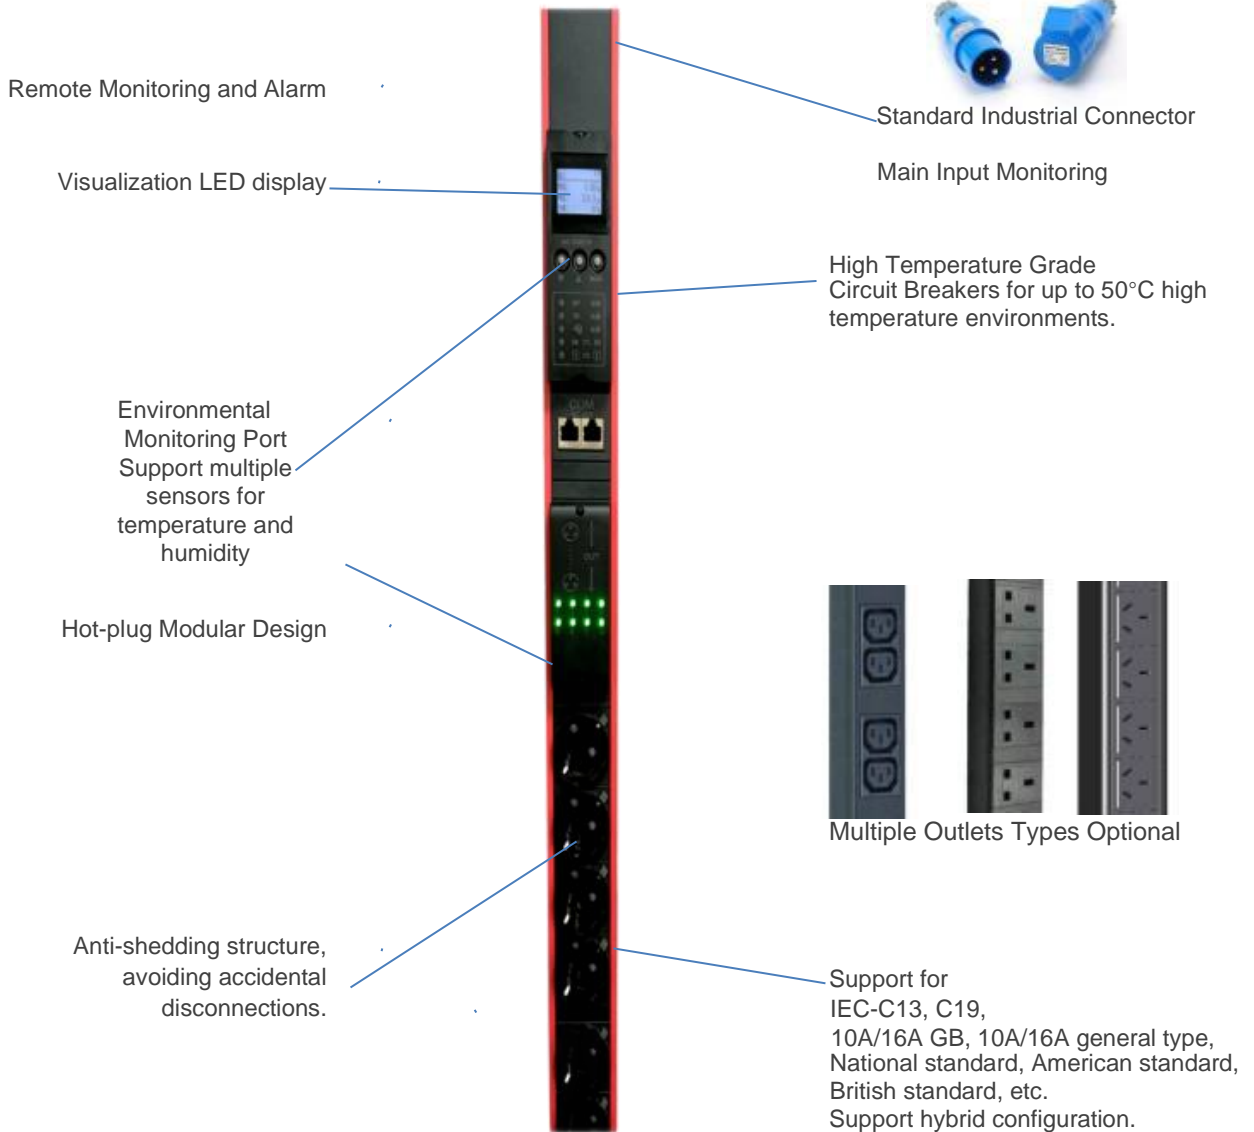 Remote Monitoring and Alarm
Visualization LED display
Environmental
Monitoring Port
Support multiple
sensors for
temperature and
humidity
Hot-plug Modular Design
Anti-shedding structure,
avoiding accidental
disconnections.
COM
OUT
Standard Industrial Connector
Main Input Monitoring
High Temperature Grade
Circuit Breakers for up to 50°C high
temperature environments.
Multiple Outlets Types Optional
Support for
IEC-C13, C19,
10A/16A GB, 10A/16A general type,
National standard, American standard,
British standard, etc.
Support hybrid configuration.